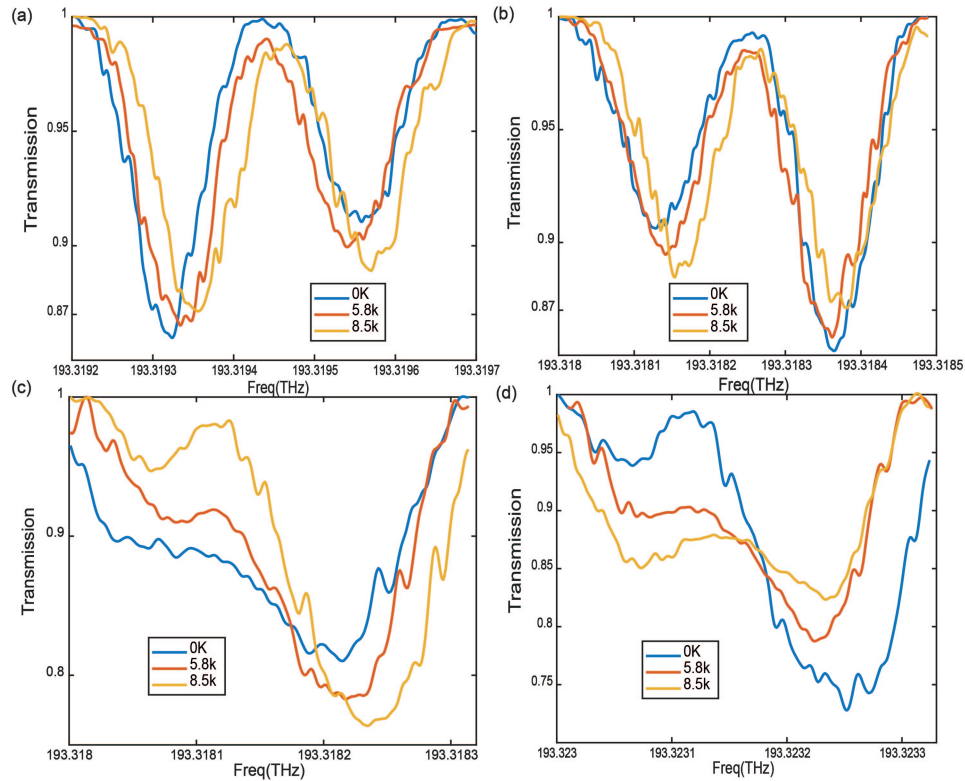 (a)
1
0.95
0.9
0.87
Transmission
0K
5.8k
8.5k
193.3192 193.3193 193.3194 193.3195 193.3196 193.3197
Freq(THz)
(b)
1
0.95
0.9
0.87
Transmission
0K
5.8k
8.5k
193.318 193.3181 193.3182 193.3183 193.3184 193.3185
Freq(THz)
(c)
1
0.9
0.8
Transmission
0K
5.8k
8.5k
193.318 193.3181 193.3182 193.3183
Freq(THz)
(d)
1
0.95
0.9
0.85
0.8
0.75
Transmission
0K
5.8k
8.5k
193.323 193.3231 193.3232 193.3233
Freq(THz)